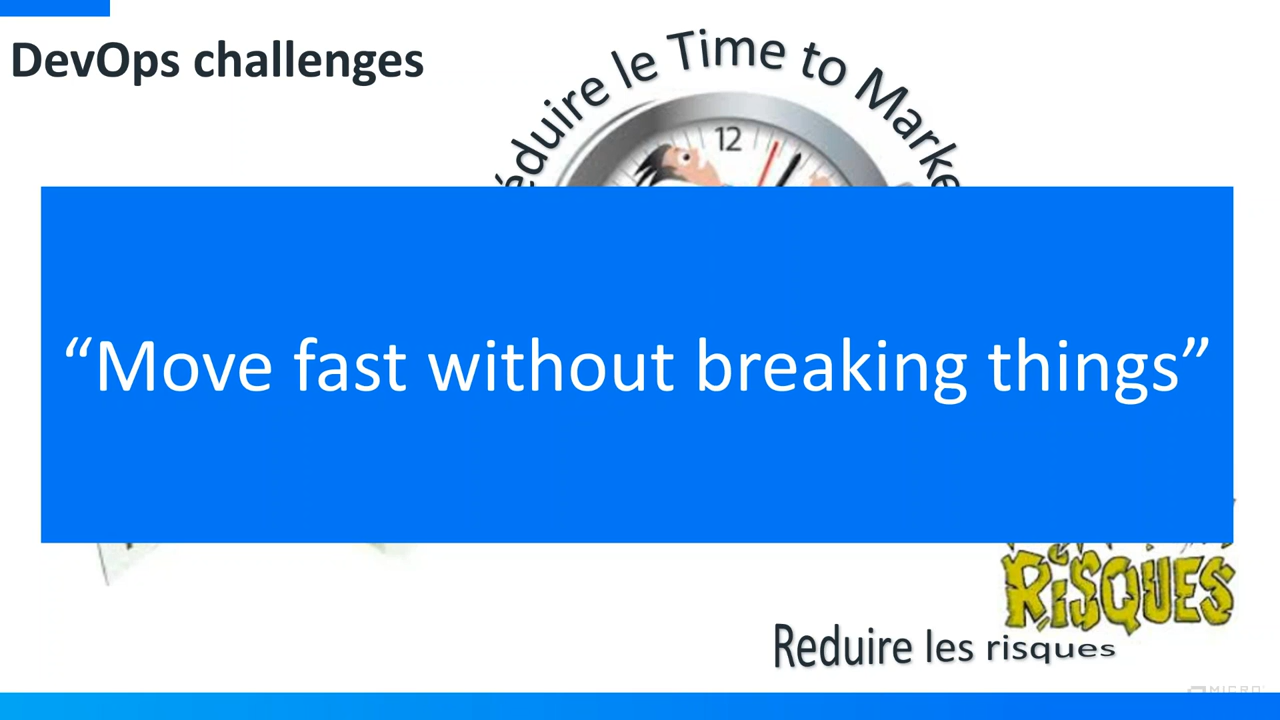 DevOps challenges
éduire le Time to Marke
12
“Move fast without breaking things”
RiSQUES
Reduire les risques